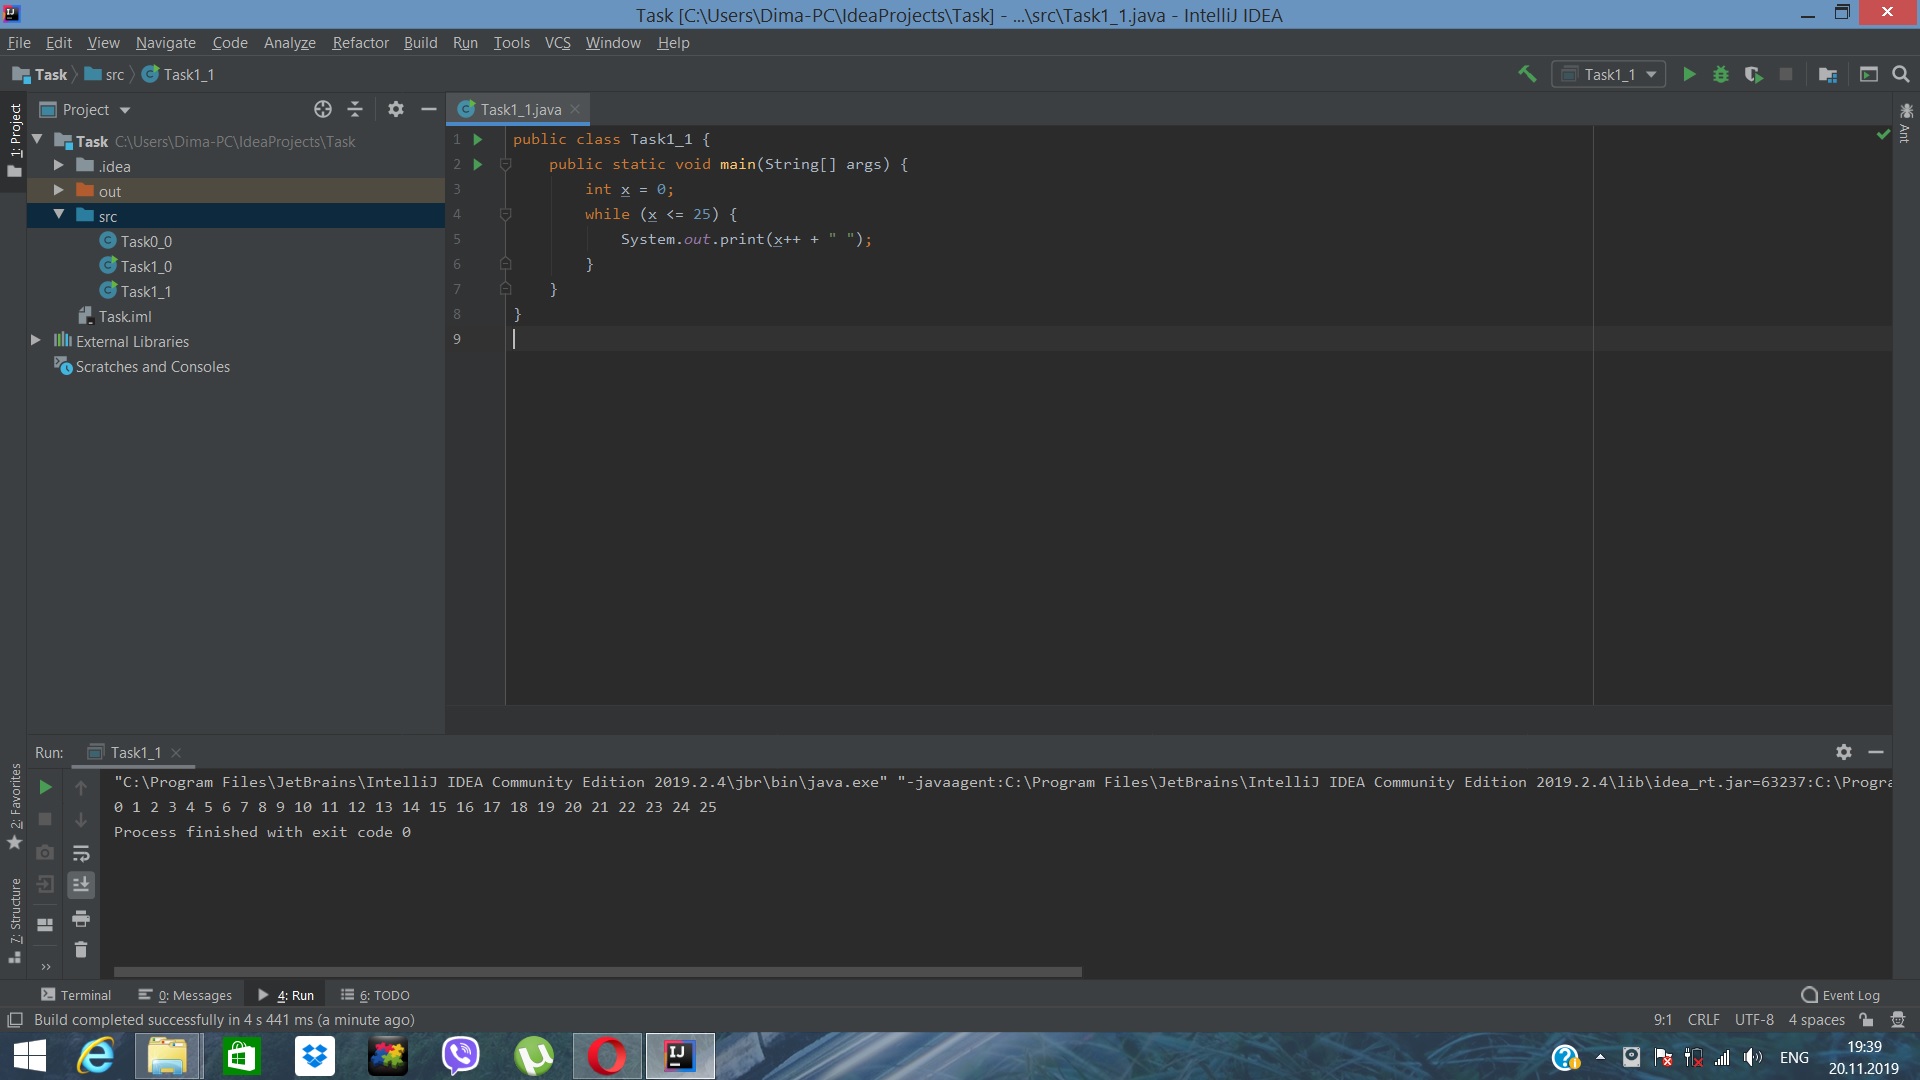 Task [C:\Users\Dima-PC\IdeaProjects\Task] - ...\src\Task1_1.java - IntelliJ IDEA
File Edit View Navigate Code Analyze Refactor Build Run Tools VCS Window Help
Task src Task1_1
Task1_1
1: Project
Project
Task1_1.java
Ant
Task C:\Users\Dima-PC\IdeaProjects\Task
.idea
out
src
Task0_0
Task1_0
Task1_1
Task.iml
External Libraries
Scratches and Consoles
1 public class Task1_1 {
2 public static void main(String[] args) {
3 int x = 0;
4 while (x <= 25) {
5 System.out.print(x++ + " ");
6 }
7 }
8 }
9
Run: Task1_1
"C:\Program Files\JetBrains\IntelliJ IDEA Community Edition 2019.2.4\jbr\bin\java.exe" "-javaagent:C:\Program Files\JetBrains\IntelliJ IDEA Community Edition 2019.2.4\lib\idea_rt.jar=63237:C:\Progra
0 1 2 3 4 5 6 7 8 9 10 11 12 13 14 15 16 17 18 19 20 21 22 23 24 25
Process finished with exit code 0
2: Favorites
7: Structure
Terminal 0: Messages 4: Run 6: TODO Event Log
Build completed successfully in 4 s 441 ms (a minute ago) 9:1 CRLF UTF-8 4 spaces
IJ ENG 19:39
20.11.2019